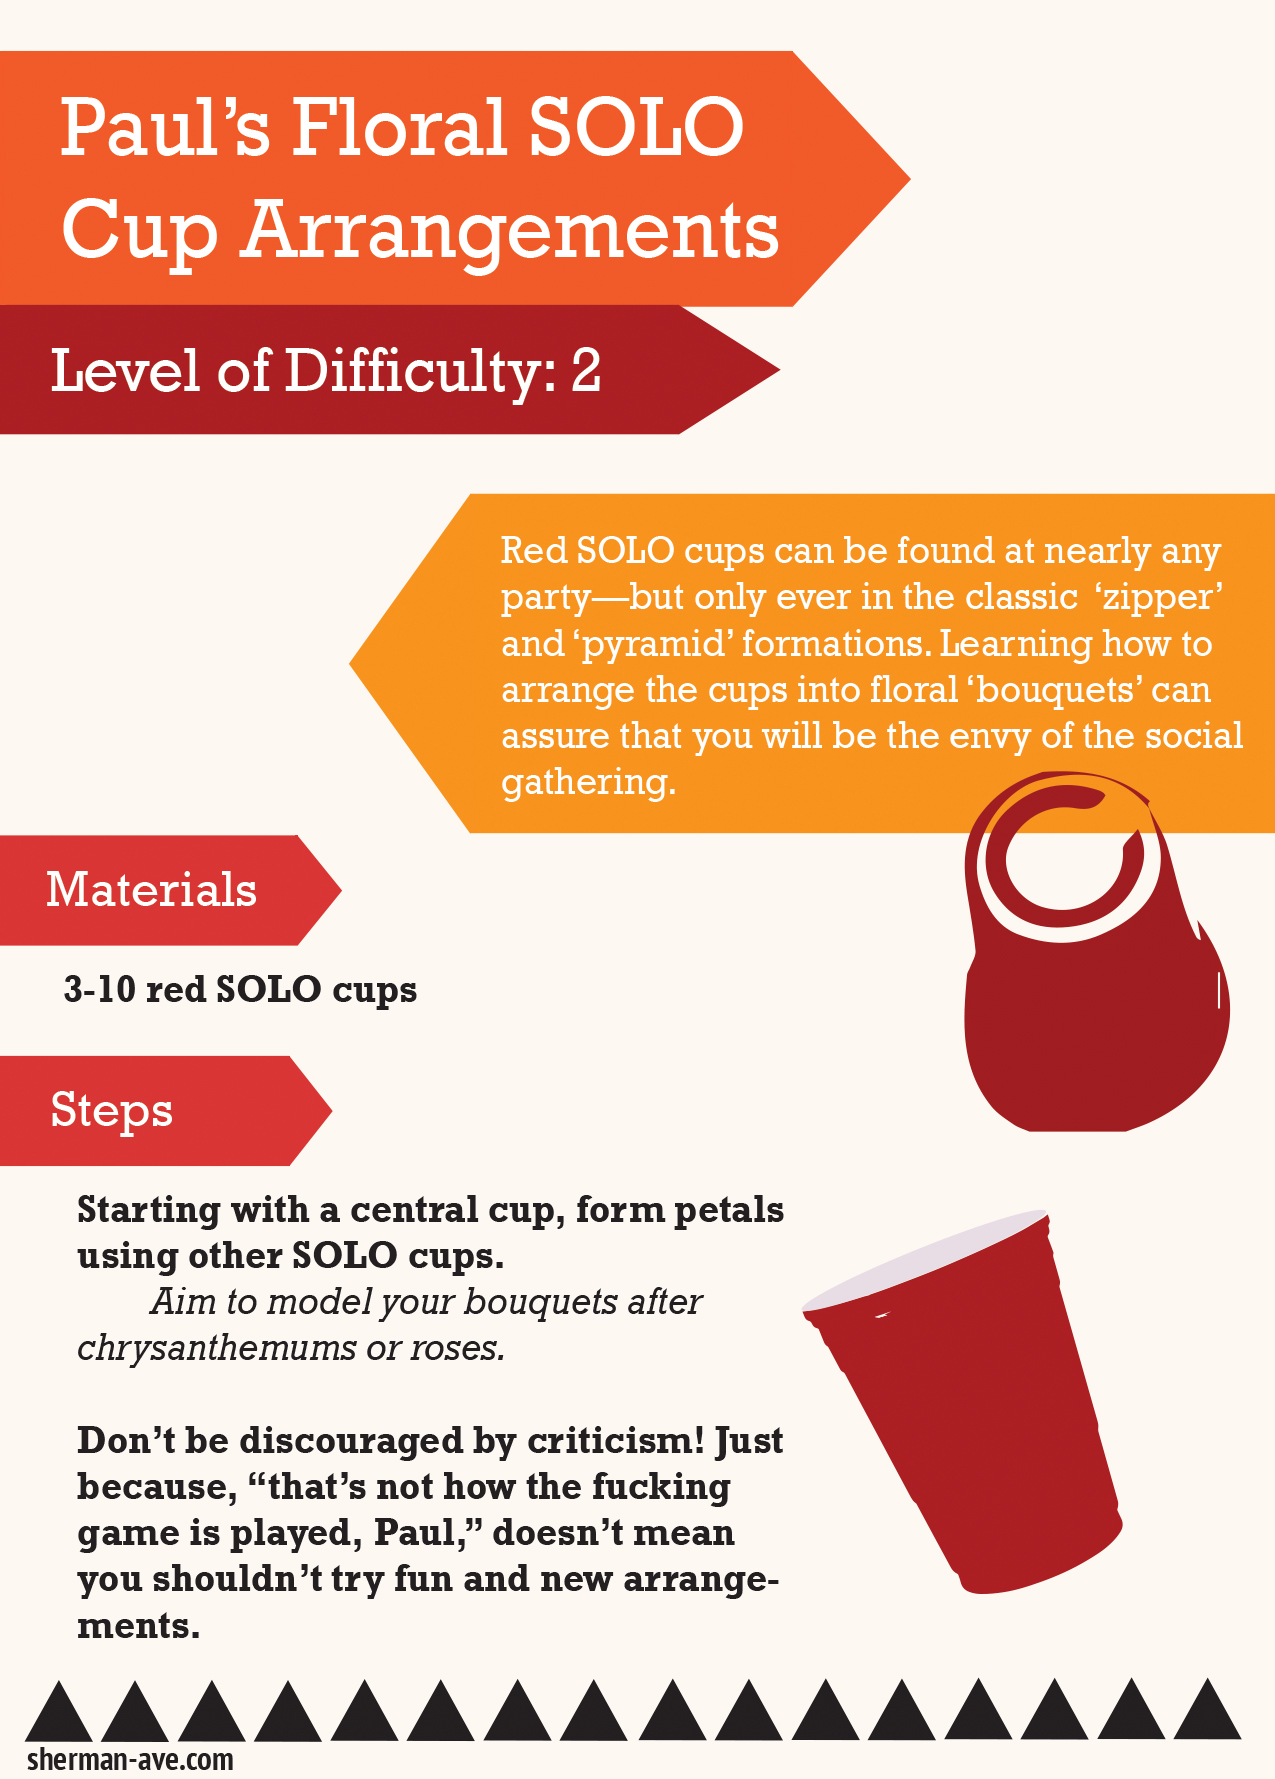 Paul’s Floral SOLO
Cup Arrangements
Level of Difficulty: 2
Red SOLO cups can be found at nearly any
party—but only ever in the classic ‘zipper’
and ‘pyramid’ formations. Learning how to
arrange the cups into floral ‘bouquets’ can
assure that you will be the envy of the social
gathering.
Materials
3-10 red SOLO cups
Steps
Starting with a central cup, form petals
using other SOLO cups.
Aim to model your bouquets after
chrysanthemums or roses.
Don’t be discouraged by criticism! Just
because, “that’s not how the fucking
game is played, Paul,” doesn’t mean
you shouldn’t try fun and new arrange-
ments.
sherman-ave.com